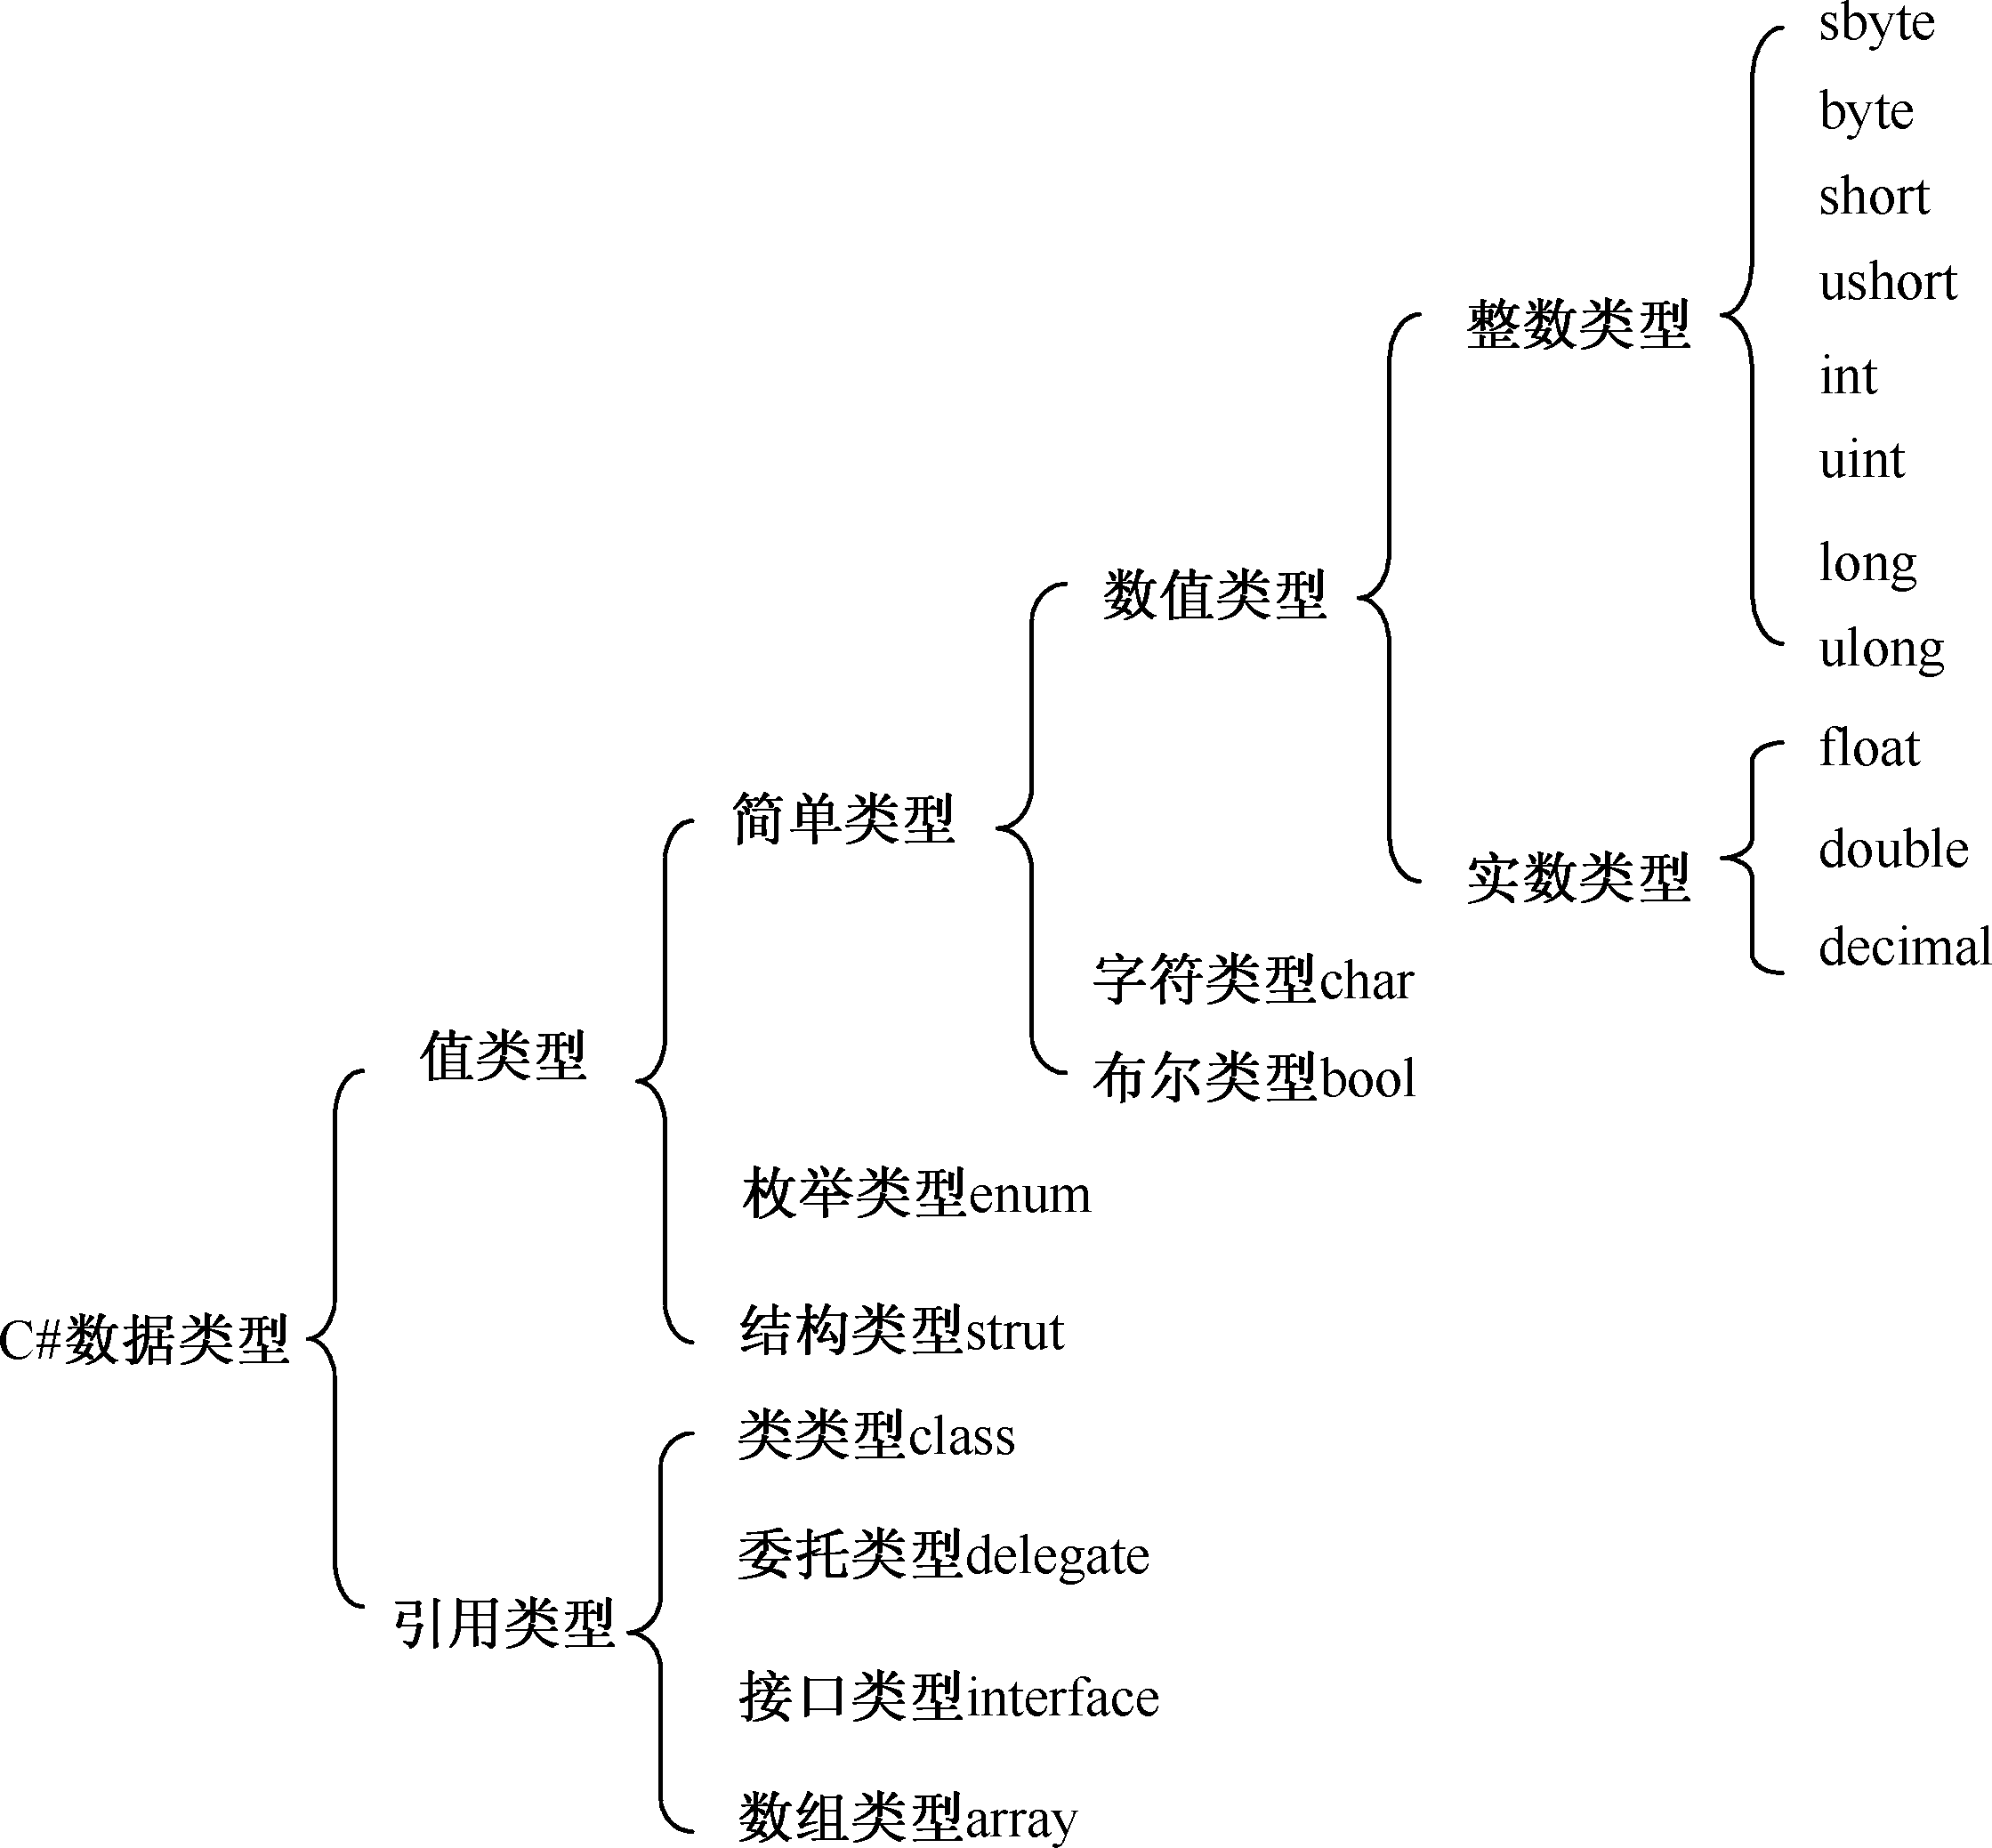 sbyte
byte
short
ushort
整数类型
int
uint
long
数值类型
ulong
float
简单类型
double
实数类型
decimal
字符类型char
值类型
布尔类型bool
枚举类型enum
C#数据类型
结构类型strut
类类型class
委托类型delegate
引用类型
接口类型interface
数组类型array